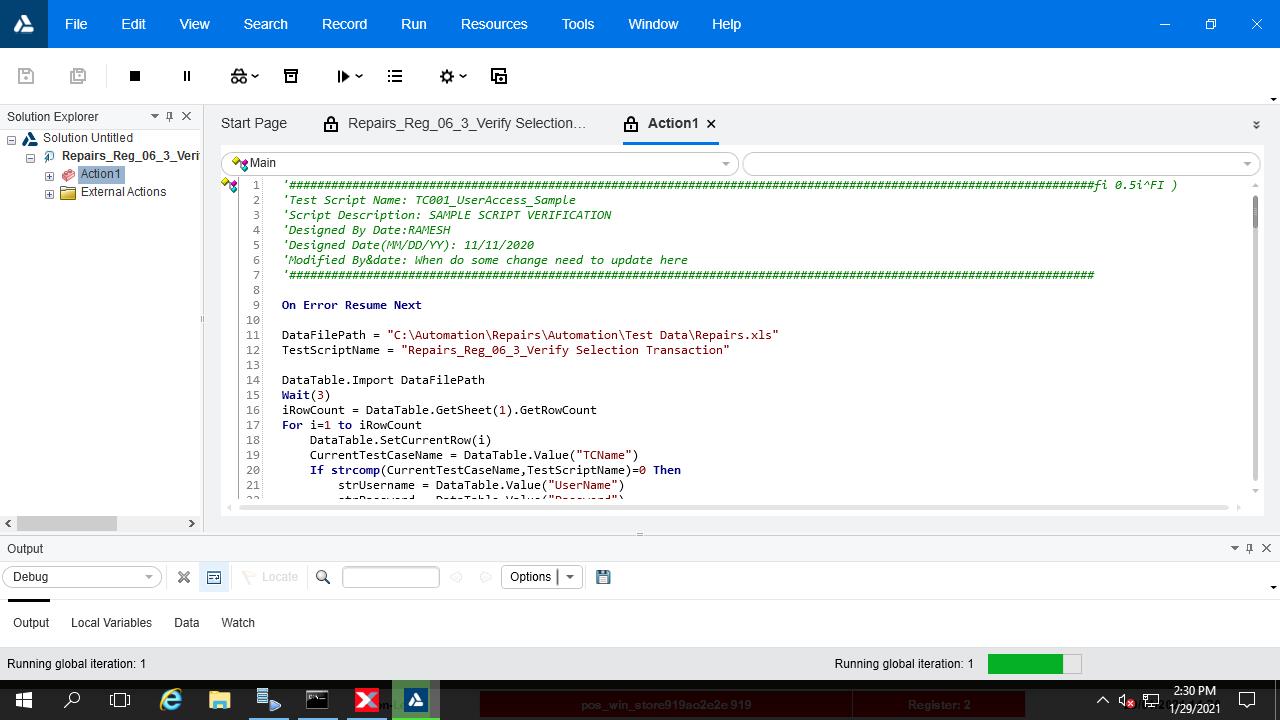 File Edit View Search Record Run Resources Tools Window Help
Solution Explorer
Solution Untitled
Repairs_Reg_06_3_Veri
Action1
External Actions
Start Page Repairs_Reg_06_3_Verify Selection… Action1
Main
1 '###################################################################################################################fi 0.5i^FI )
2 'Test Script Name: TC001_UserAccess_Sample
3 'Script Description: SAMPLE SCRIPT VERIFICATION
4 'Designed By Date:RAMESH
5 'Designed Date(MM/DD/YY): 11/11/2020
6 'Modified By&date: When do some change need to update here
7 '###################################################################################################################
8
9 On Error Resume Next
10
11 DataFilePath = "C:\Automation\Repairs\Automation\Test Data\Repairs.xls"
12 TestScriptName = "Repairs_Reg_06_3_Verify Selection Transaction"
13
14 DataTable.Import DataFilePath
15 Wait(3)
16 iRowCount = DataTable.GetSheet(1).GetRowCount
17 For i=1 to iRowCount
18 DataTable.SetCurrentRow(i)
19 CurrentTestCaseName = DataTable.Value("TCName")
20 If strcomp(CurrentTestCaseName,TestScriptName)=0 Then
21 strUsername = DataTable.Value("UserName")
22 strPassword = DataTable.Value("Password")
Output
Debug Locate Options
Output Local Variables Data Watch
Running global iteration: 1 Running global iteration: 1
pos_win_store919ao2e2e 919 Register: 2
2:30 PM
1/29/2021